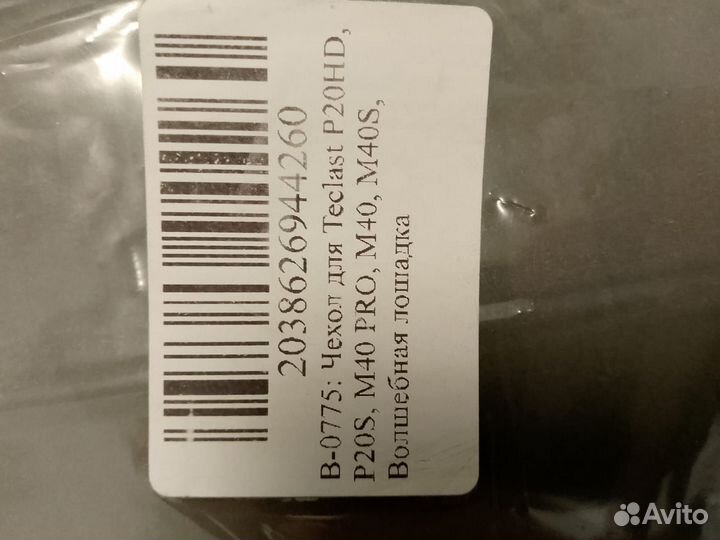 2038626944260
B-0775: Чехол для Teclast P20HD,
P20S, M40 PRO, M40, M40S,
Волшебная лошадка
Avito